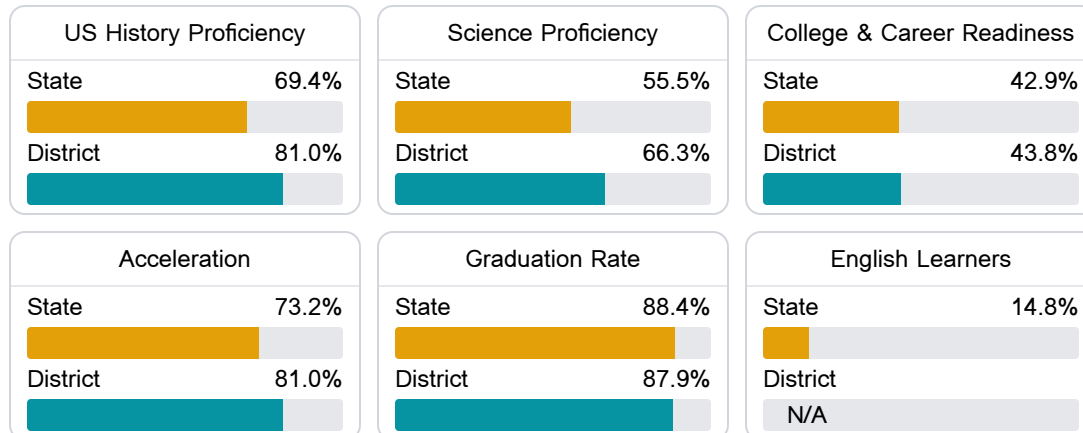 US History Proficiency
State 69.4%
District 81.0%
Science Proficiency
State 55.5%
District 66.3%
College & Career Readiness
State 42.9%
District 43.8%
Acceleration
State 73.2%
District 81.0%
Graduation Rate
State 88.4%
District 87.9%
English Learners
State 14.8%
District
N/A